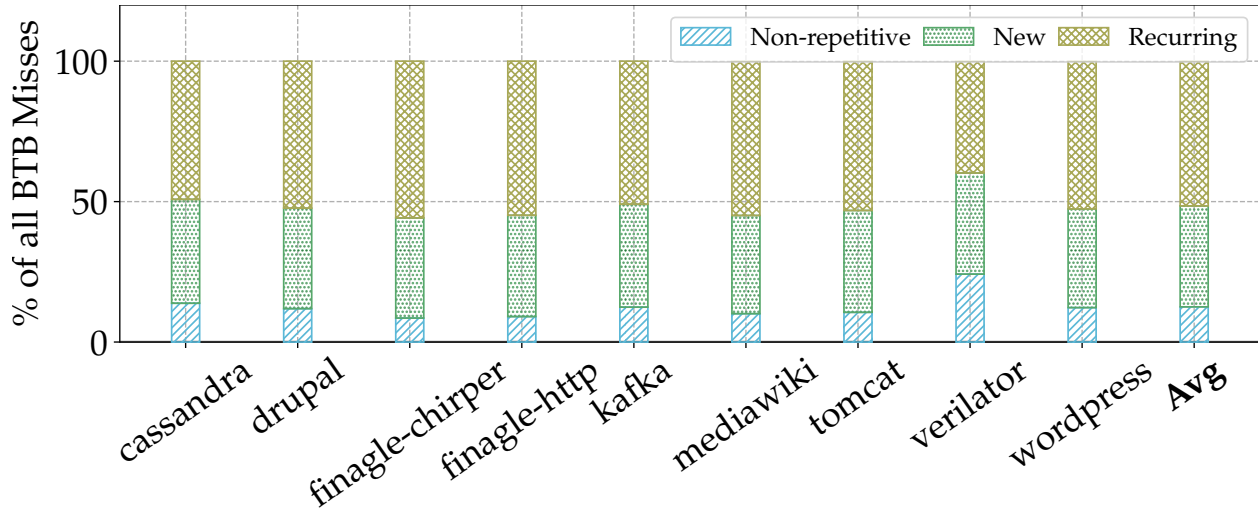 % of all BTB Misses
Non-repetitive New Recurring
100
50
0
cassandra
drupal
finagle-chirper
finagle-http
kafka
mediawiki
tomcat
verilator
wordpress
Avg